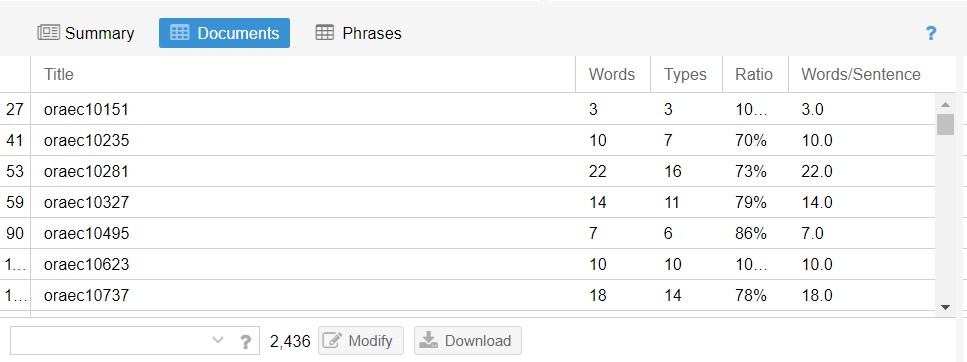 Summary Documents Phrases ?
Title Words Types Ratio Words/Sentence
27 oraec10151 3 3 10... 3.0
41 oraec10235 10 7 70% 10.0
53 oraec10281 22 16 73% 22.0
59 oraec10327 14 11 79% 14.0
90 oraec10495 7 6 86% 7.0
1... oraec10623 10 10 10... 10.0
1... oraec10737 18 14 78% 18.0
? 2,436 Modify Download